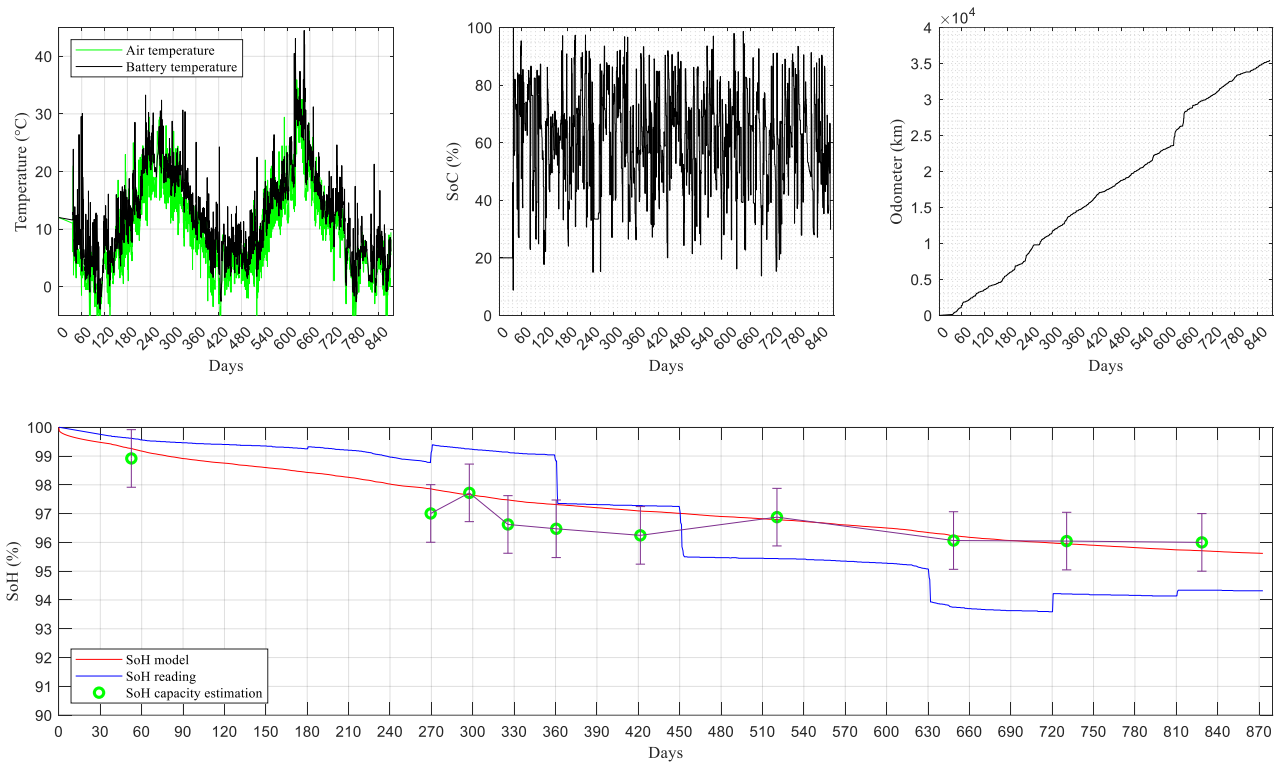 40
30
20
10
0
Temperature (°C)
Air temperature
Battery temperature
0 60 120 180 240 300 360 420 480 540 600 660 720 780 840
Days
100
80
60
40
20
0
SoC (%)
0 60 120 180 240 300 360 420 480 540 600 660 720 780 840
Days
×10⁴
4
3.5
3
2.5
2
1.5
1
0.5
0
Odometer (km)
0 60 120 180 240 300 360 420 480 540 600 660 720 780 840
Days
100
99
98
97
96
95
94
93
92
91
90
SoH (%)
SoH model
SoH reading
SoH capacity estimation
0 30 60 90 120 150 180 210 240 270 300 330 360 390 420 450 480 510 540 570 600 630 660 690 720 750 780 810 840 870
Days